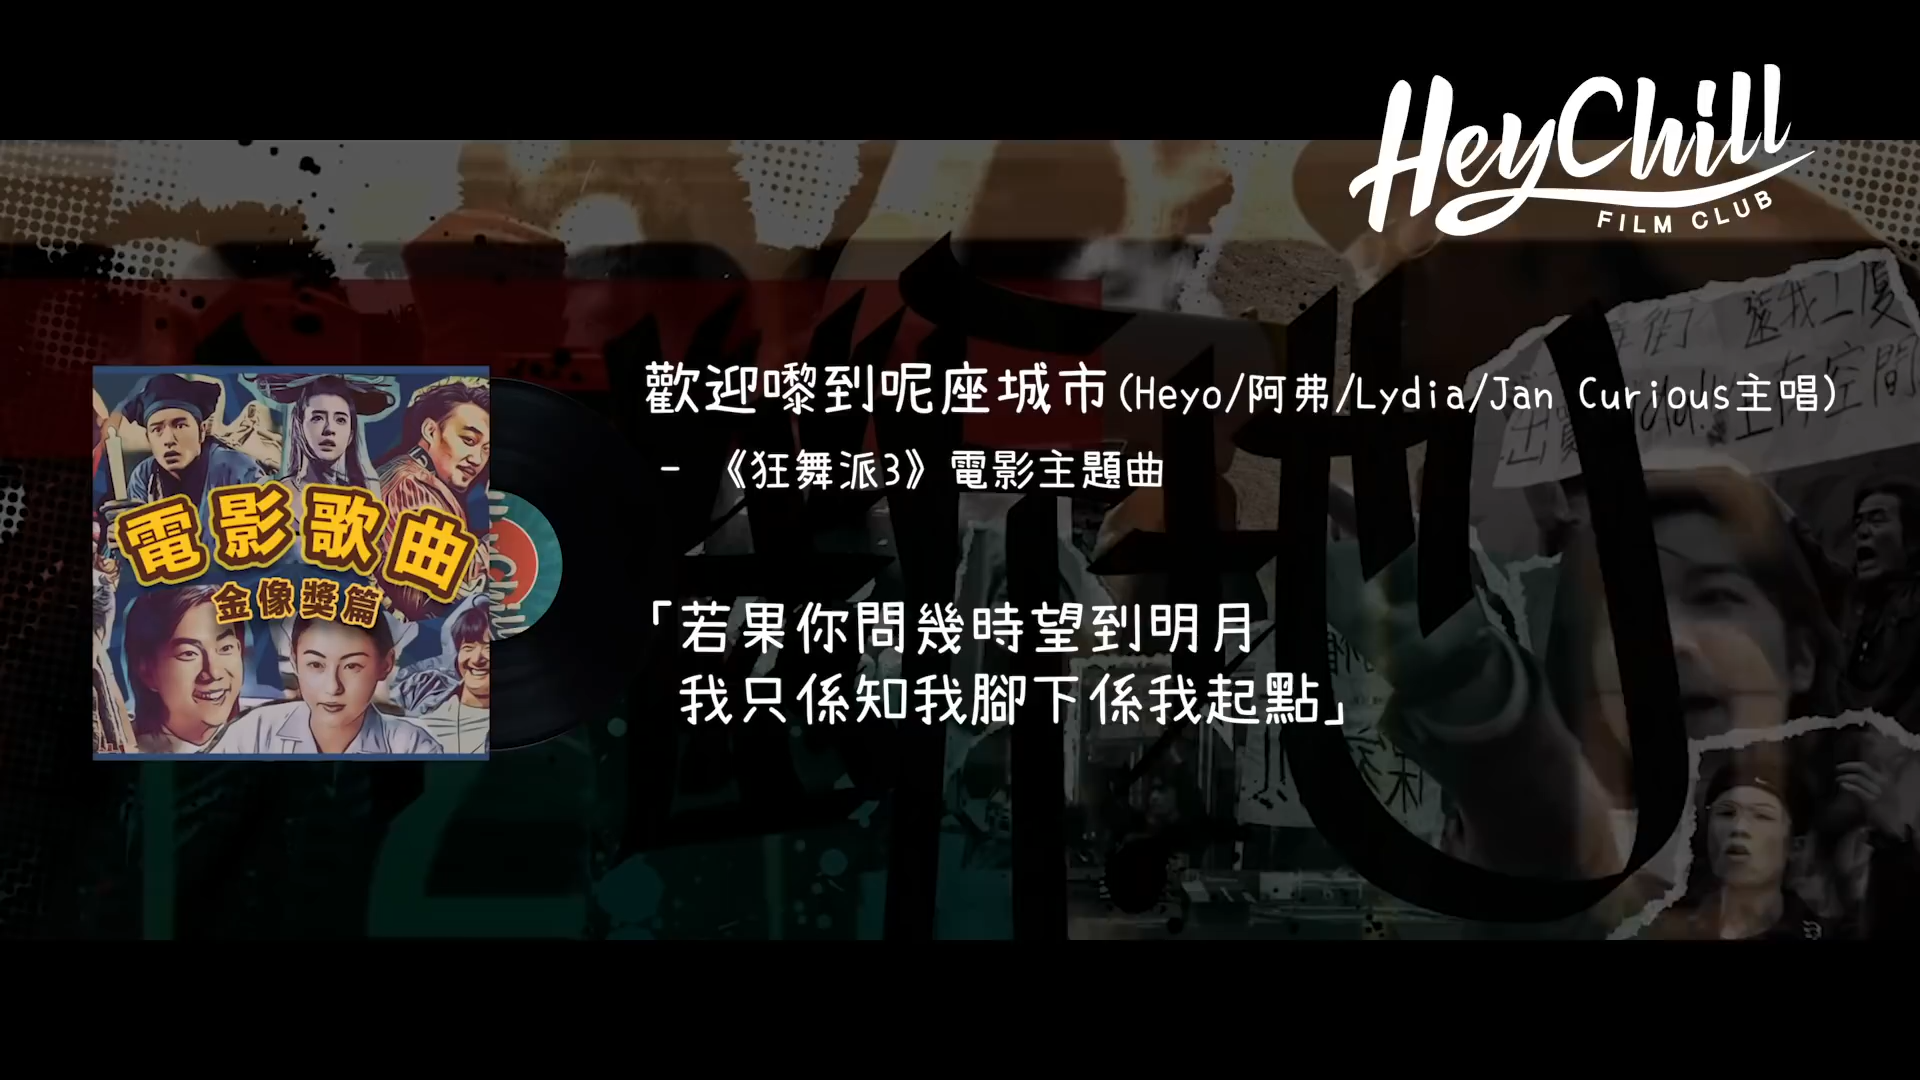 HeyChill
FILM CLUB
歡迎嚟到呢座城市(Heyo/阿弗/Lydia/Jan Curious主唱)
- 《狂舞派3》電影主題曲
電影歌曲
金像獎篇
「若果你問幾時望到明月
我只係知我腳下係我起點」